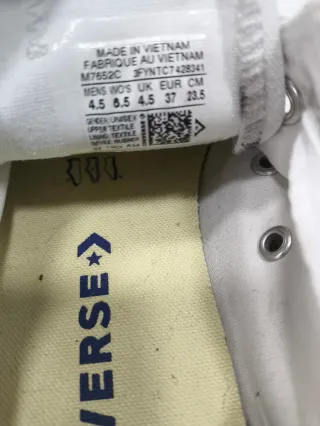 MADE IN VIETNAM
FABRIQUE AU VIETNAM
M7652C 3FYNTC7428341
MENS WO'S UK EUR CM
4.5 6.5 4.5 37 23.5
GENDER: UNISEX
UPPER: TEXTILE
LINING: TEXTILE
VERSE